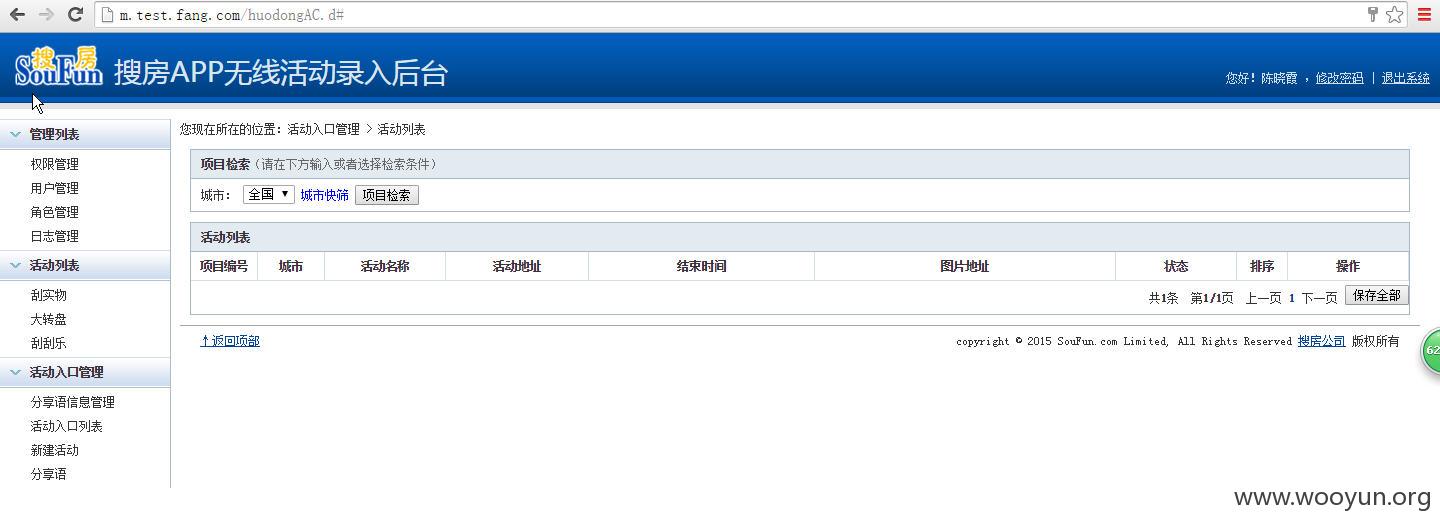 m.test.fang.com/huodongAC.d#
搜房 SouFun 搜房APP无线活动录入后台
您好！陈晓霞 ，修改密码 | 退出系统
管理列表
权限管理
用户管理
角色管理
日志管理
活动列表
刮实物
大转盘
刮刮乐
活动入口管理
分享语信息管理
活动入口列表
新建活动
分享语
您现在所在的位置：活动入口管理 > 活动列表
项目检索（请在下方输入或者选择检索条件）
城市： 全国 城市快筛 项目检索
活动列表
项目编号 城市 活动名称 活动地址 结束时间 图片地址 状态 排序 操作
共1条 第1/1页 上一页 1 下一页 保存全部
↑返回顶部
copyright © 2015 SouFun.com Limited, All Rights Reserved 搜房公司 版权所有
62
www.wooyun.org